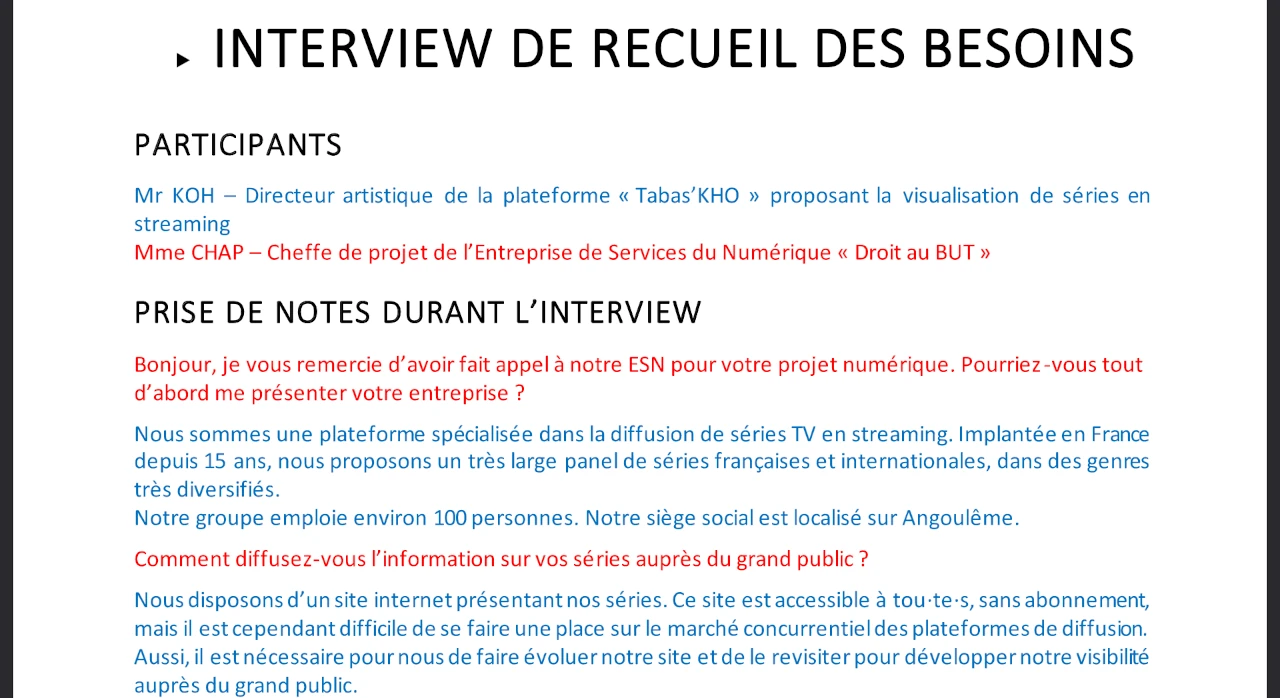 ► INTERVIEW DE RECUEIL DES BESOINS
PARTICIPANTS
Mr KOH – Directeur artistique de la plateforme « Tabas’KHO » proposant la visualisation de séries en
streaming
Mme CHAP – Cheffe de projet de l’Entreprise de Services du Numérique « Droit au BUT »
PRISE DE NOTES DURANT L’INTERVIEW
Bonjour, je vous remercie d’avoir fait appel à notre ESN pour votre projet numérique. Pourriez-vous tout
d’abord me présenter votre entreprise ?
Nous sommes une plateforme spécialisée dans la diffusion de séries TV en streaming. Implantée en France
depuis 15 ans, nous proposons un très large panel de séries françaises et internationales, dans des genres
très diversifiés.
Notre groupe emploie environ 100 personnes. Notre siège social est localisé sur Angoulême.
Comment diffusez-vous l’information sur vos séries auprès du grand public ?
Nous disposons d’un site internet présentant nos séries. Ce site est accessible à tou·te·s, sans abonnement,
mais il est cependant difficile de se faire une place sur le marché concurrentiel des plateformes de diffusion.
Aussi, il est nécessaire pour nous de faire évoluer notre site et de le revisiter pour développer notre visibilité
auprès du grand public.